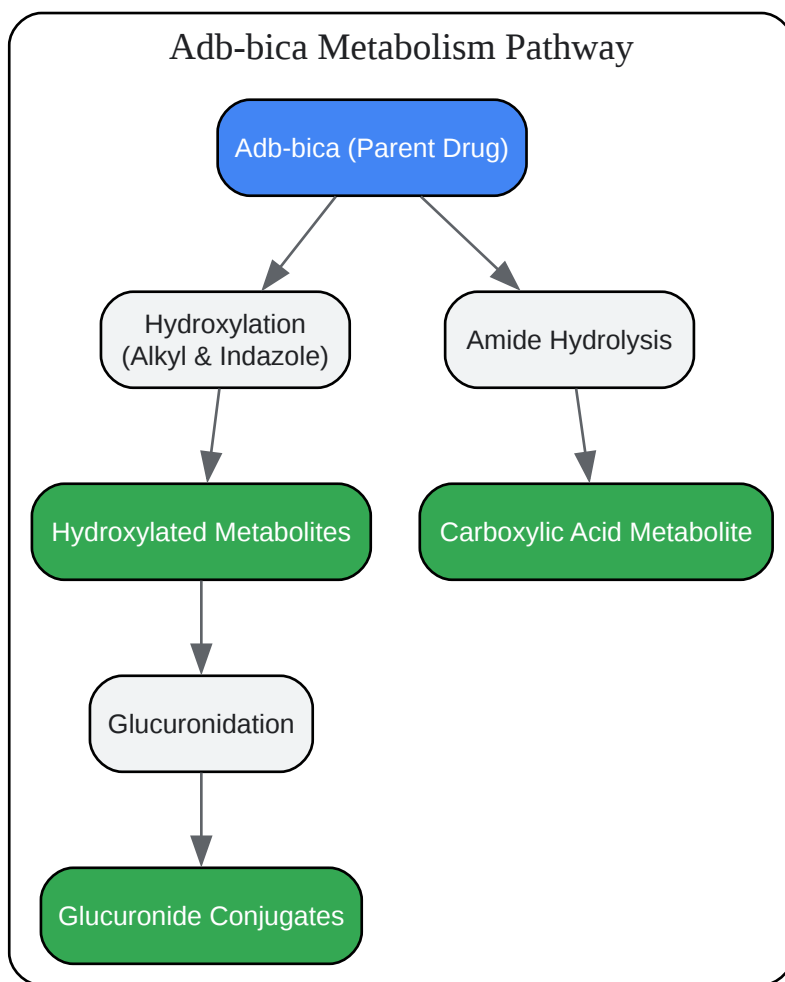 Adb-bica Metabolism Pathway
Adb-bica (Parent Drug)
Hydroxylation
(Alkyl & Indazole)
Amide Hydrolysis
Hydroxylated Metabolites
Carboxylic Acid Metabolite
Glucuronidation
Glucuronide Conjugates